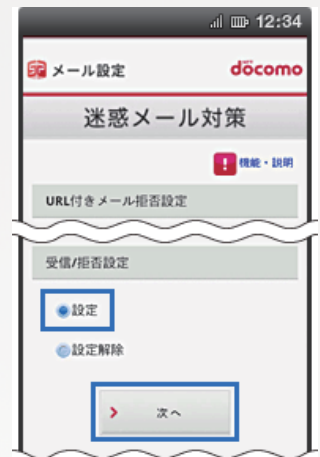 12:34
メール設定
döcomo
迷惑メール対策
! 機能・説明
URL付きメール拒否設定
受信/拒否設定
設定
設定解除
次へ